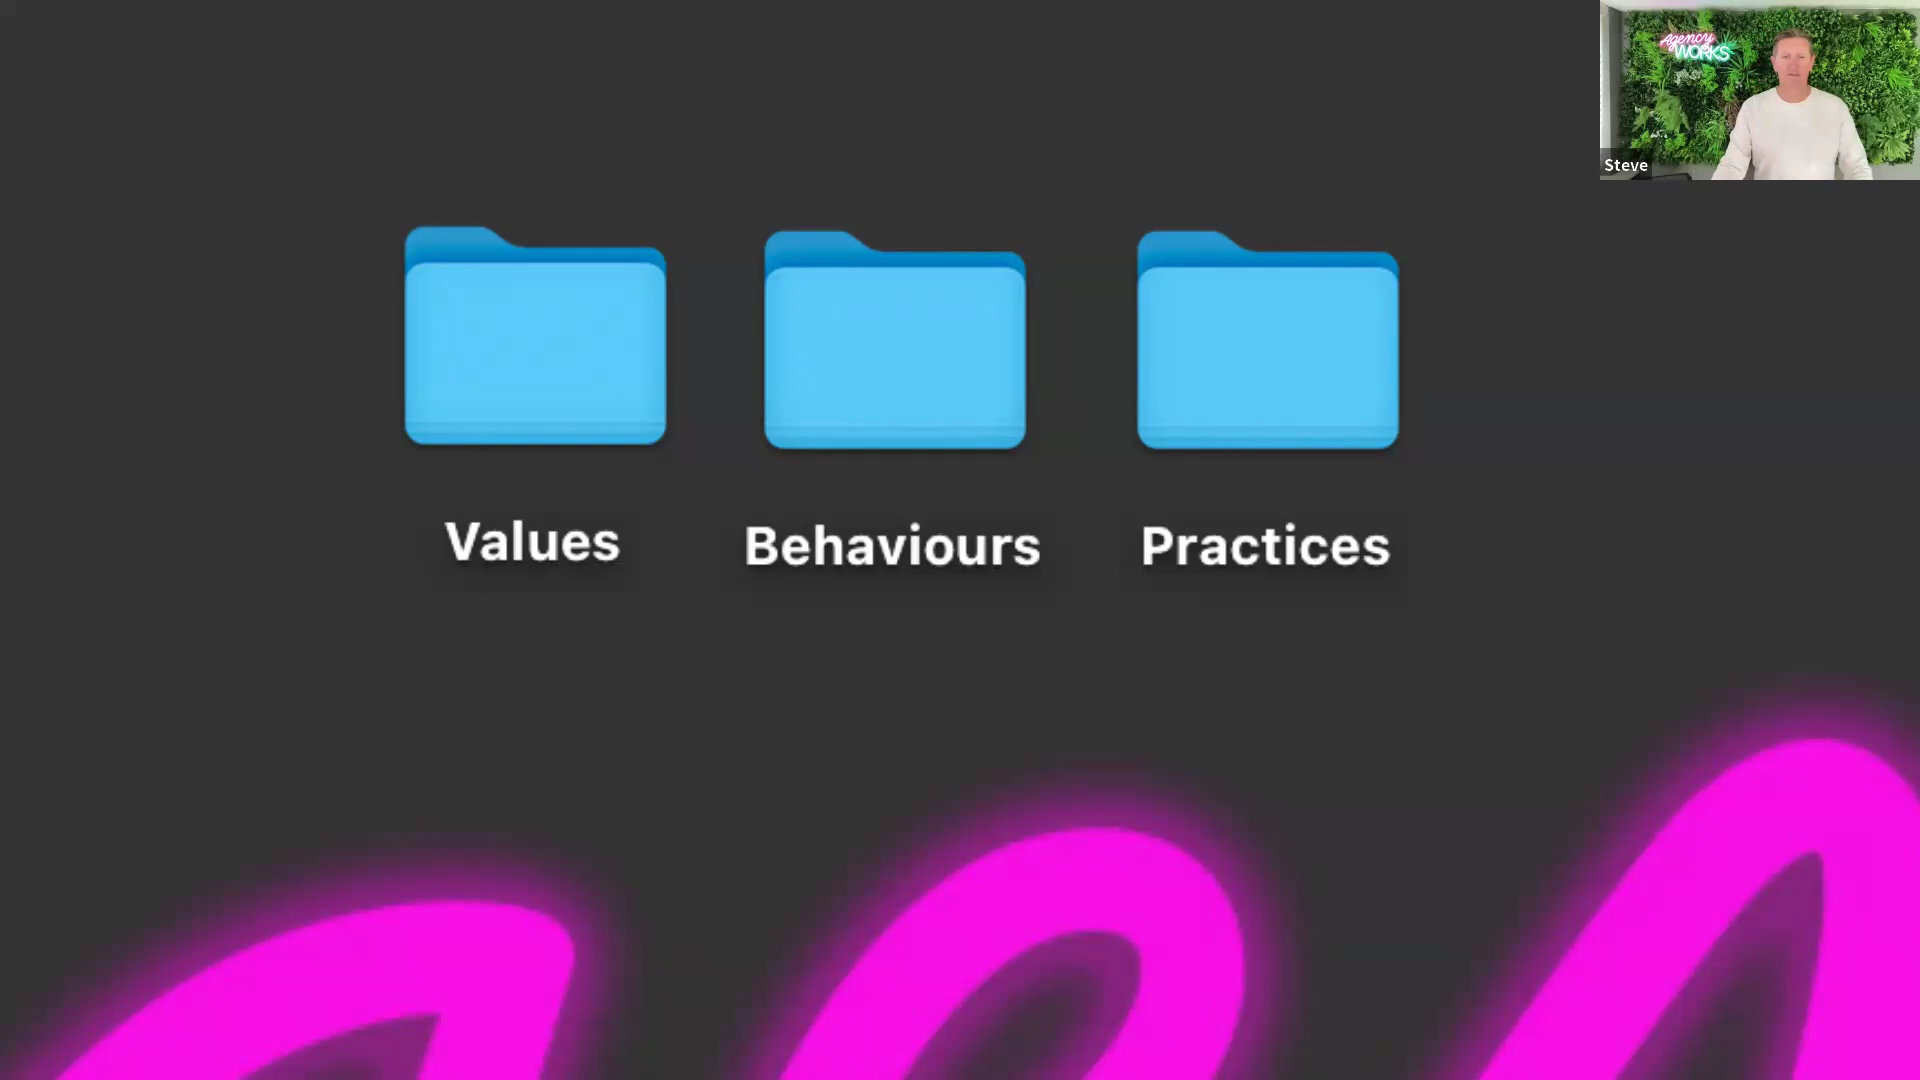 Agency
WORKS
Steve
Values
Behaviours
Practices